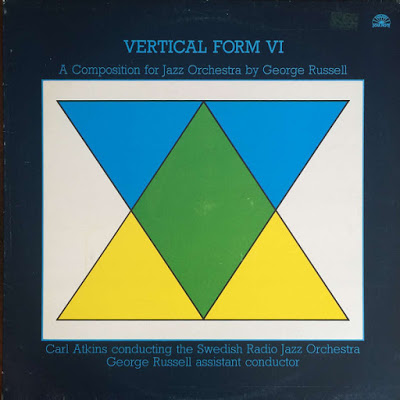 VERTICAL FORM VI
A Composition for Jazz Orchestra by George Russell
Carl Atkins conducting the Swedish Radio Jazz Orchestra
George Russell assistant conductor